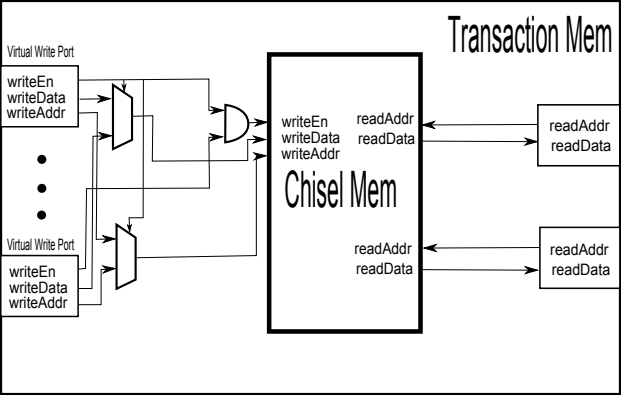 Transaction Mem
Virtual Write Port
writeEn
writeData
writeAddr
Virtual Write Port
writeEn
writeData
writeAddr
writeEn
writeData
writeAddr
Chisel Mem
readAddr
readData
readAddr
readData
readAddr
readData
readAddr
readData